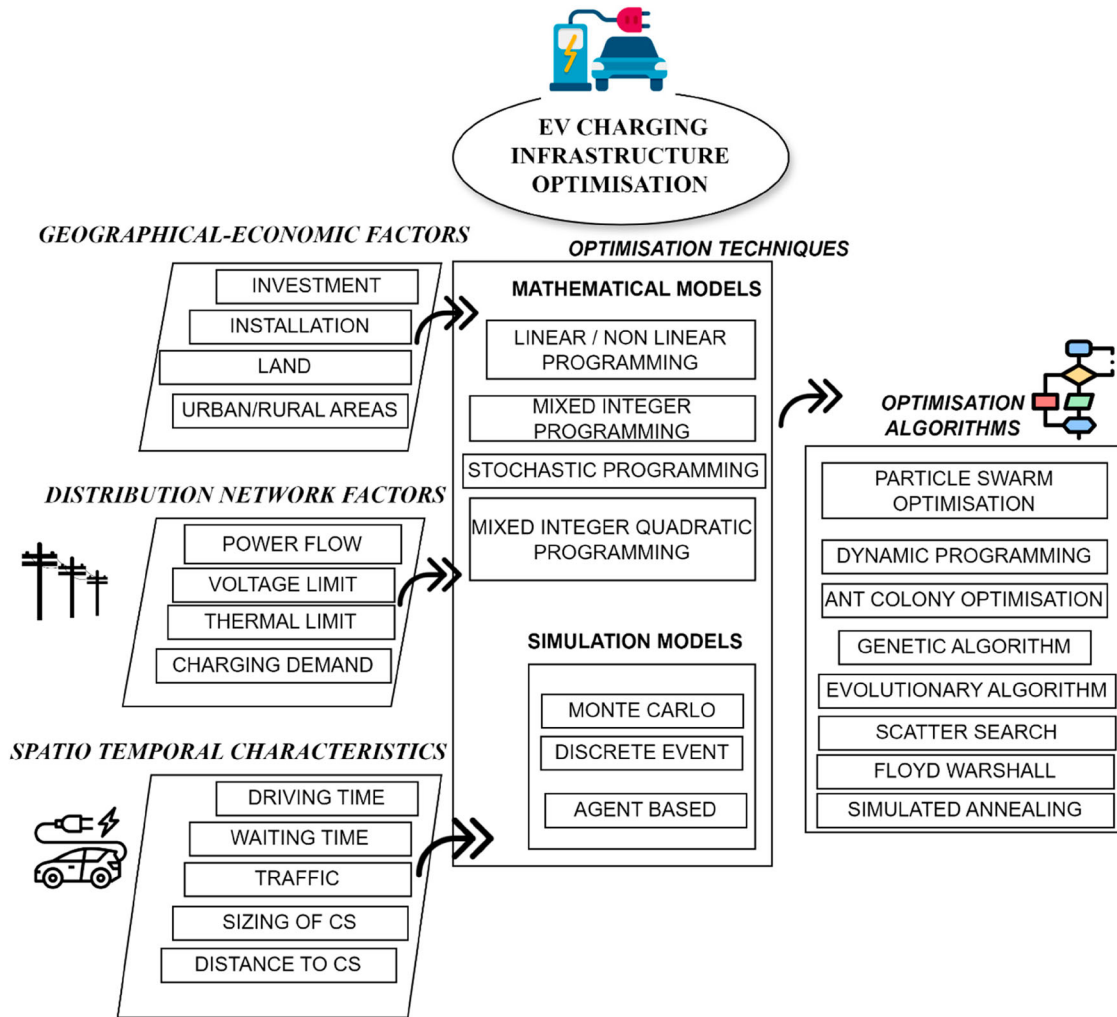 EV CHARGING
INFRASTRUCTURE
OPTIMISATION
GEOGRAPHICAL-ECONOMIC FACTORS
INVESTMENT
INSTALLATION
LAND
URBAN/RURAL AREAS
DISTRIBUTION NETWORK FACTORS
POWER FLOW
VOLTAGE LIMIT
THERMAL LIMIT
CHARGING DEMAND
SPATIO TEMPORAL CHARACTERISTICS
DRIVING TIME
WAITING TIME
TRAFFIC
SIZING OF CS
DISTANCE TO CS
OPTIMISATION TECHNIQUES
MATHEMATICAL MODELS
LINEAR / NON LINEAR
PROGRAMMING
MIXED INTEGER
PROGRAMMING
STOCHASTIC PROGRAMMING
MIXED INTEGER QUADRATIC
PROGRAMMING
SIMULATION MODELS
MONTE CARLO
DISCRETE EVENT
AGENT BASED
OPTIMISATION
ALGORITHMS
PARTICLE SWARM
OPTIMISATION
DYNAMIC PROGRAMMING
ANT COLONY OPTIMISATION
GENETIC ALGORITHM
EVOLUTIONARY ALGORITHM
SCATTER SEARCH
FLOYD WARSHALL
SIMULATED ANNEALING